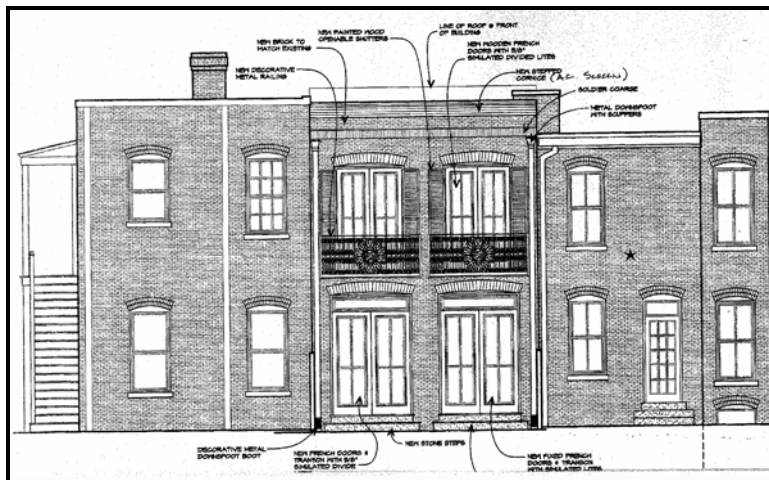 LINE OF ROOF @ FRONT
OF BUILDING
NEW PAINTED WOOD
OPENABLE SHUTTERS
NEW BRICK TO
MATCH EXISTING
NEW WOODEN FRENCH
DOORS WITH 5/8"
SIMULATED DIVIDED LITES
NEW DECORATIVE
METAL RAILING
NEW STEPPED
CORNICE (A.C. SCREEN)
SOLDIER COARSE
METAL DOWNSPOUT
WITH SCUPPERS
DECORATIVE METAL
DOWNSPOUT BOOT
NEW FRENCH DOORS &
TRANSOM WITH 5/8"
SIMULATED DIVIDE
NEW STONE STEPS
NEW FIXED FRENCH
DOORS & TRANSOM
WITH SIMULATED LITES